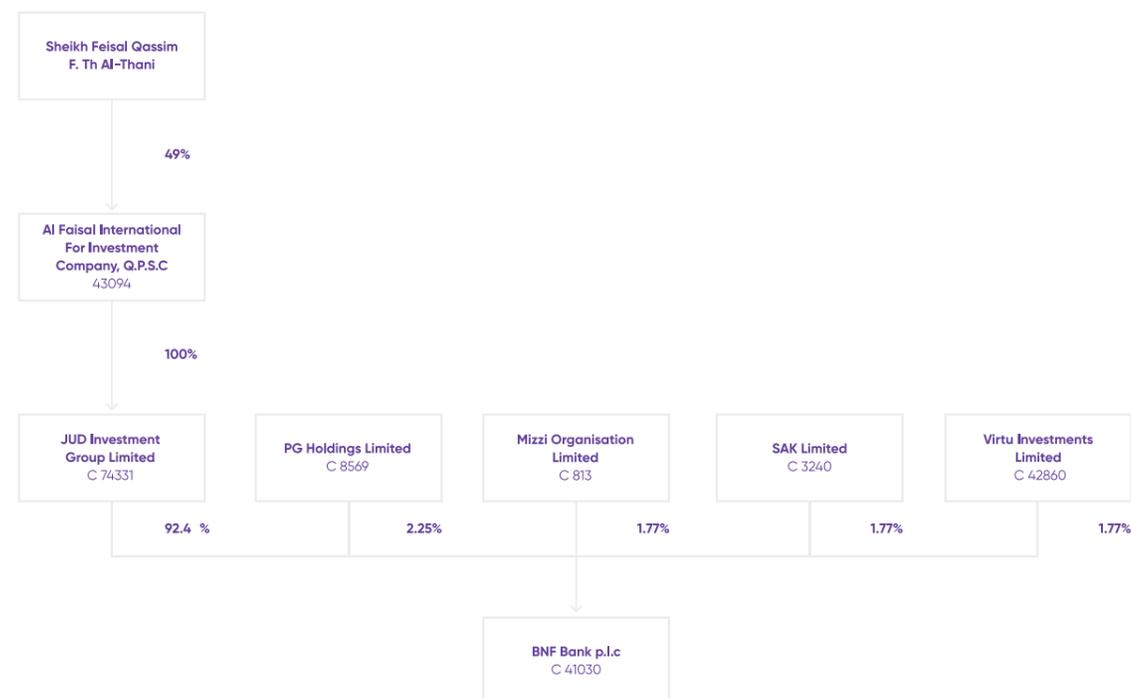 Sheikh Feisal Qassim
F. Th Al-Thani
49%
Al Faisal International
For Investment
Company, Q.P.S.C
43094
100%
JUD Investment
Group Limited
C 74331
PG Holdings Limited
C 8569
Mizzi Organisation
Limited
C 813
SAK Limited
C 3240
Virtu Investments
Limited
C 42860
92.4 %
2.25%
1.77%
1.77%
1.77%
BNF Bank p.l.c
C 41030